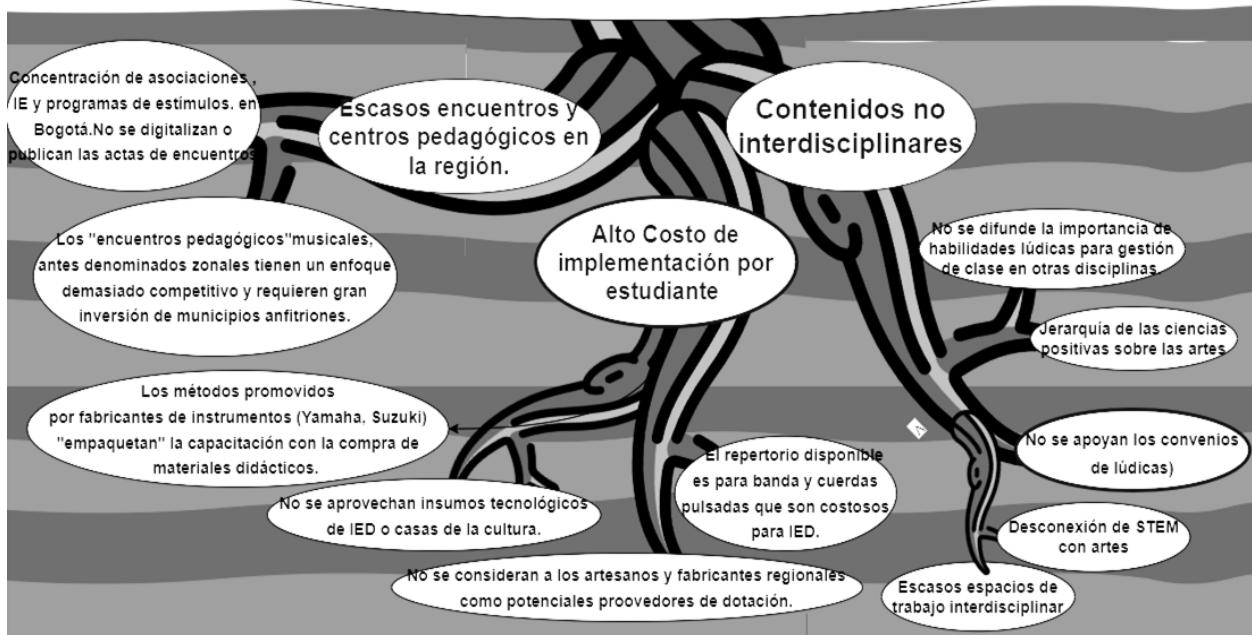 Concentración de asociaciones ,
IE y programas de estímulos. en
Bogotá.No se digitalizan o
publican las actas de encuentros
Escasos encuentros y
centros pedagógicos en
la región.
Contenidos no
interdisciplinares
Los "encuentros pedagógicos"musicales,
antes denominados zonales tienen un enfoque
demasiado competitivo y requieren gran
inversión de municipios anfitriones.
Alto Costo de
implementación por
estudiante
No se difunde la importancia de
habilidades lúdicas para gestión
de clase en otras disciplinas.
Jerarquía de las ciencias
positivas sobre las artes
Los métodos promovidos
por fabricantes de instrumentos (Yamaha, Suzuki)
"empaquetan" la capacitación con la compra de
materiales didácticos.
No se apoyan los convenios
de lúdicas)
El repertorio disponible
es para banda y cuerdas
pulsadas que son costosos
para IED.
No se aprovechan insumos tecnológicos
de IED o casas de la cultura.
Desconexión de STEM
con artes
No se consideran a los artesanos y fabricantes regionales
como potenciales proovedores de dotación.
Escasos espacios de
trabajo interdisciplinar